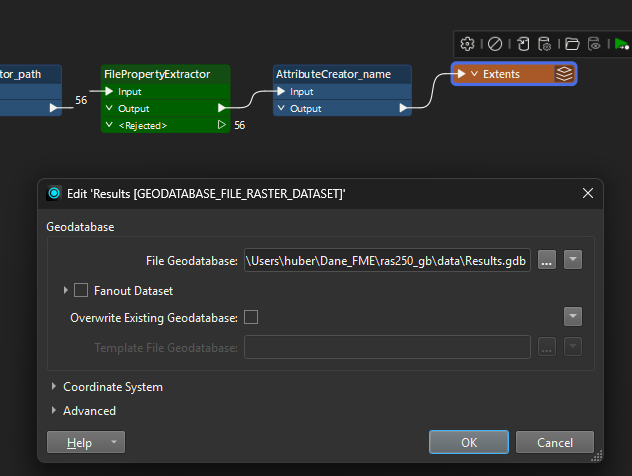 tor_path
56
FilePropertyExtractor
Input
Output
<Rejected>
56
AttributeCreator_name
Input
Output
Extents
Edit 'Results [GEODATABASE_FILE_RASTER_DATASET]'
Geodatabase
File Geodatabase: \Users\huber\Dane_FME\ras250_gb\data\Results.gdb ...
Fanout Dataset
Overwrite Existing Geodatabase:
Template File Geodatabase: ...
Coordinate System
Advanced
Help
OK
Cancel